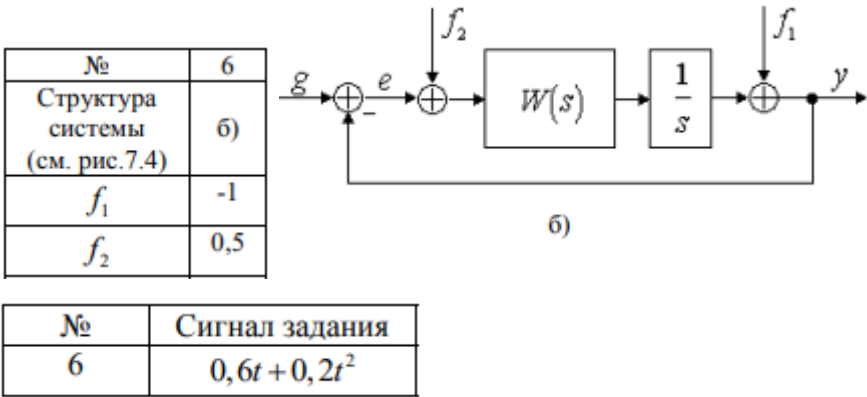 № 6
Структура системы (см. рис.7.4) б)
f₁ -1
f₂ 0,5
g e f₂ W(s) 1/s f₁ y
−
б)
№ Сигнал задания
6 0,6t+0,2t²